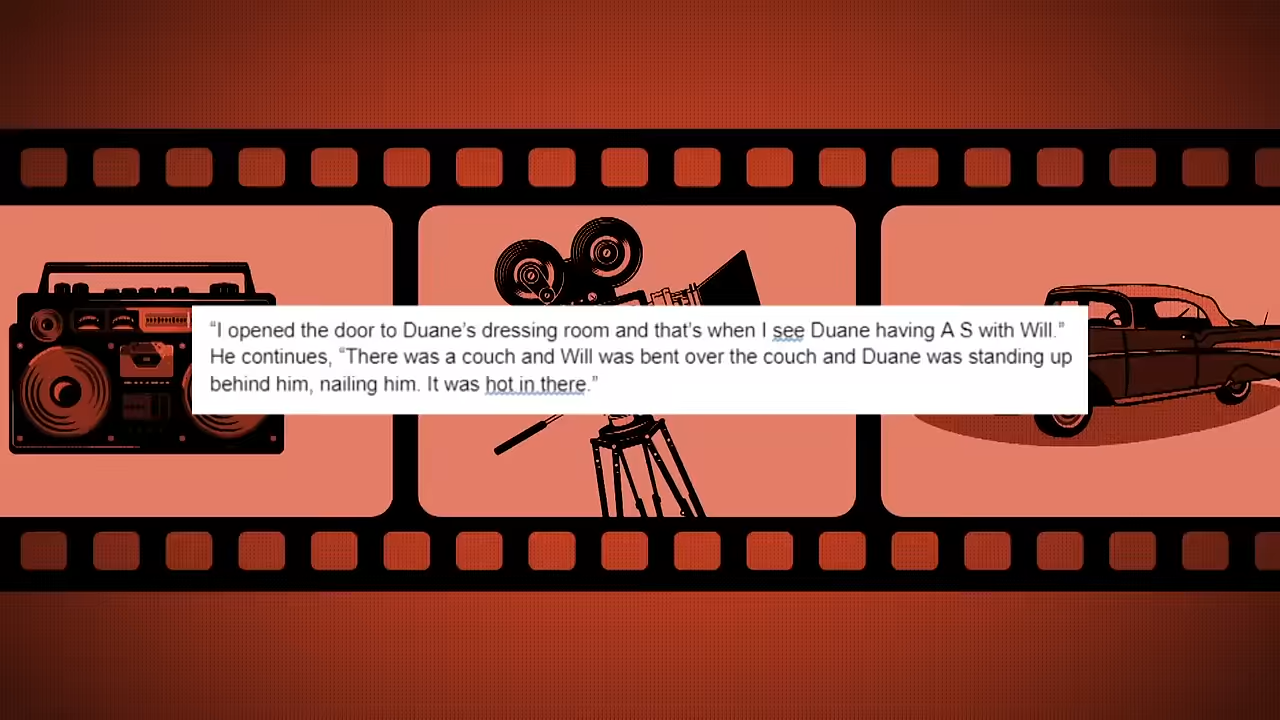 “I opened the door to Duane’s dressing room and that’s when I see Duane having A S with Will.”
He continues, “There was a couch and Will was bent over the couch and Duane was standing up
behind him, nailing him. It was hot in there.”